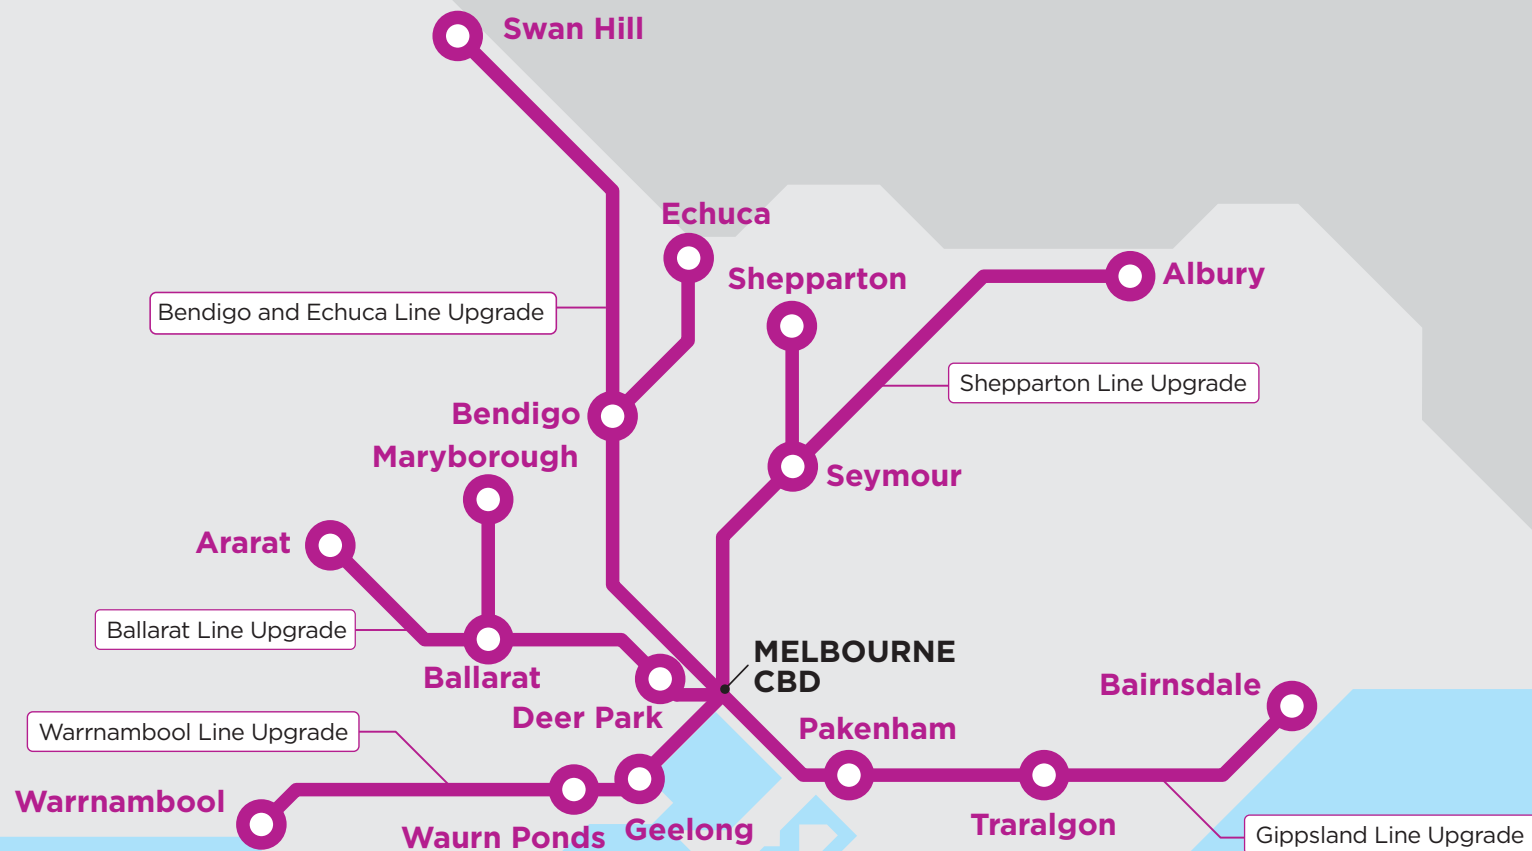 Swan Hill
Echuca
Shepparton
Albury
Bendigo and Echuca Line Upgrade
Shepparton Line Upgrade
Bendigo
Maryborough
Seymour
Ararat
Ballarat Line Upgrade
MELBOURNE
CBD
Ballarat
Bairnsdale
Deer Park
Pakenham
Warrnambool Line Upgrade
Warrnambool
Waurn Ponds
Geelong
Traralgon
Gippsland Line Upgrade